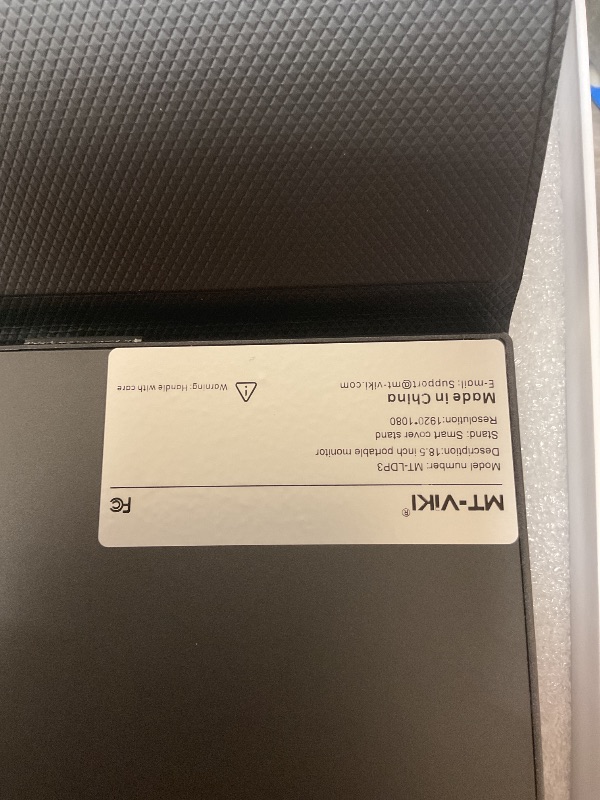 MT-VIKI®
FC
Model number: MT-LDP3
Description:18.5 inch portable monitor
Stand: Smart cover stand
Resolution:1920*1080
Made in China
E-mail: Support@mt-viki.com
Warning: Handle with care